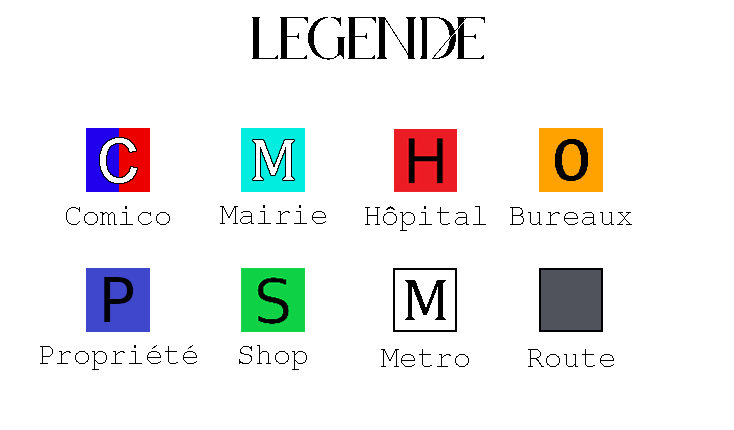 LEGENDE
C M H O
Comico Mairie Hôpital Bureaux
P S M
Propriété Shop Metro Route